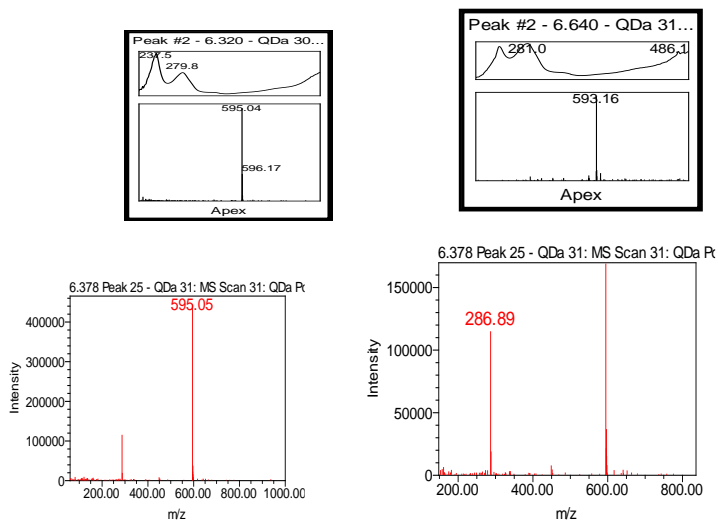 Peak #2 - 6.320 - QDa 30...
237.5
279.8
595.04
596.17
Apex
Peak #2 - 6.640 - QDa 31...
281.0
486.1
593.16
Apex
6.378 Peak 25 - QDa 31: MS Scan 31: QDa Po
595.05
Intensity
400000
300000
200000
100000
0
200.00 400.00 600.00 800.00 1000.00
m/z
6.378 Peak 25 - QDa 31: MS Scan 31: QDa Po
286.89
Intensity
150000
100000
50000
0
200.00 400.00 600.00 800.00
m/z